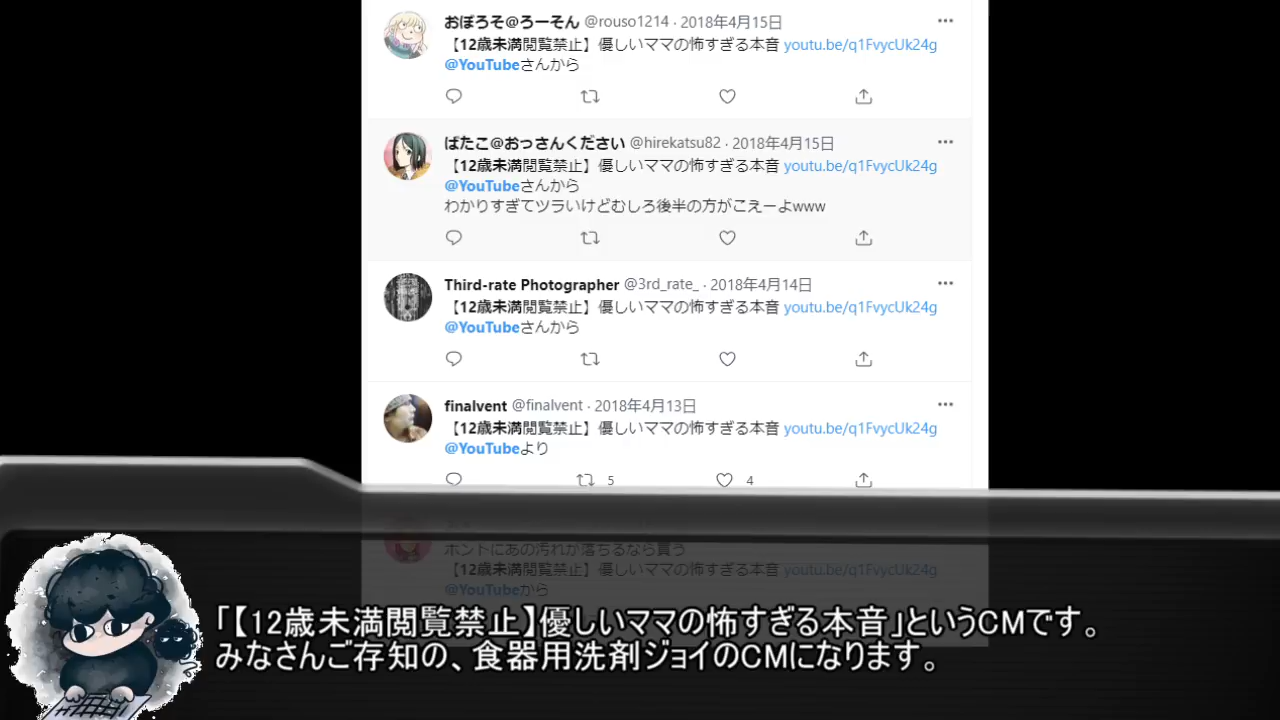 おぼろそ@ろーそん @rouso1214 · 2018年4月15日
【12歳未満閲覧禁止】優しいママの怖すぎる本音 youtu.be/q1FvycUk24g
@YouTubeさんから
ばたこ@おっさんください @hirekatsu82 · 2018年4月15日
【12歳未満閲覧禁止】優しいママの怖すぎる本音 youtu.be/q1FvycUk24g
@YouTubeさんから
わかりすぎてツラいけどむしろ後半の方がこえーよwww
Third-rate Photographer @3rd_rate_ · 2018年4月14日
【12歳未満閲覧禁止】優しいママの怖すぎる本音 youtu.be/q1FvycUk24g
@YouTubeさんから
finalvent @finalvent · 2018年4月13日
【12歳未満閲覧禁止】優しいママの怖すぎる本音 youtu.be/q1FvycUk24g
@YouTubeより
5 4
ホントにあの汚れが落ちるなら買う
【12歳未満閲覧禁止】優しいママの怖すぎる本音 youtu.be/q1FvycUk24g
@YouTubeから
「【12歳未満閲覧禁止】優しいママの怖すぎる本音」というCMです。
みなさんご存知の、食器用洗剤ジョイのCMになります。